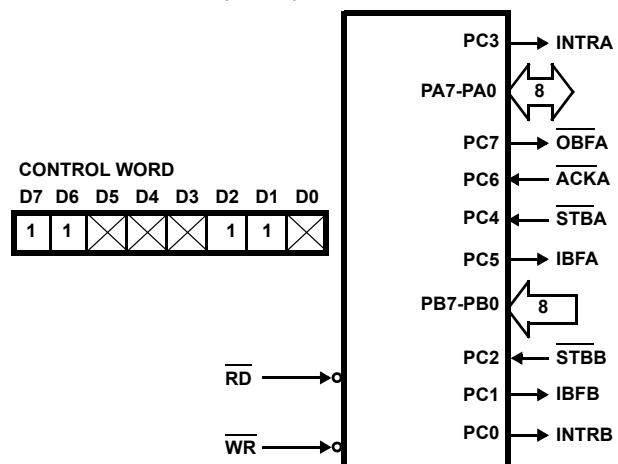 PC3 INTRA
PA7-PA0 8
PC7 OBFA
PC6 ACKA
PC4 STBA
PC5 IBFA
CONTROL WORD
D7 D6 D5 D4 D3 D2 D1 D0
1 1 1 1
PB7-PB0 8
PC2 STBB
PC1 IBFB
PC0 INTRB
RD
WR